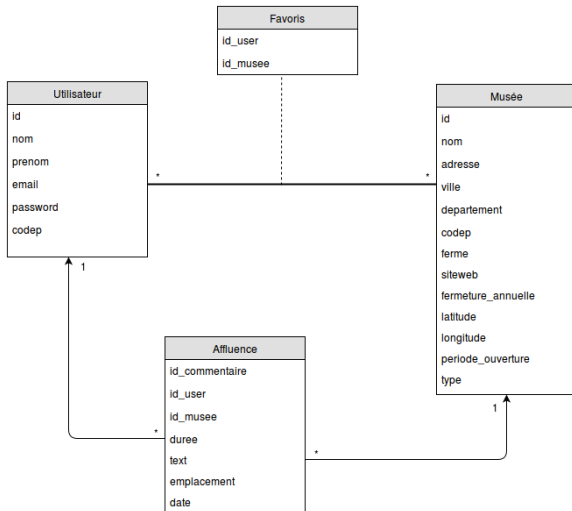 Favoris
id_user
id_musee
Utilisateur
id
nom
prenom
email
password
codep
Musée
id
nom
adresse
ville
departement
codep
ferme
siteweb
fermeture_annuelle
latitude
longitude
periode_ouverture
type
*
*
1
1
Affluence
id_commentaire
id_user
id_musee
duree
text
emplacement
date
*
*